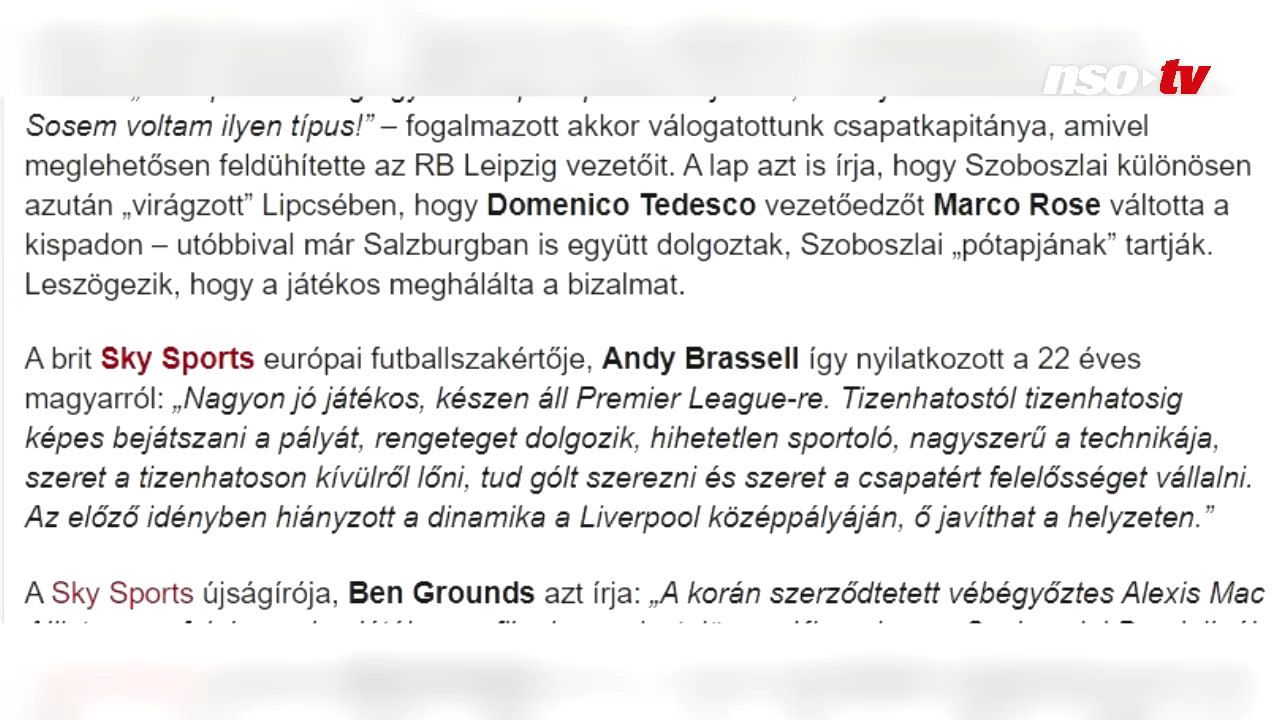 nso tv
Sosem voltam ilyen típus!” – fogalmazott akkor válogatottunk csapatkapitánya, amivel
meglehetősen feldühítette az RB Leipzig vezetőit. A lap azt is írja, hogy Szoboszlai különösen
azután „virágzott” Lipcsében, hogy Domenico Tedesco vezetőedzőt Marco Rose váltotta a
kispadon – utóbbival már Salzburgban is együtt dolgoztak, Szoboszlai „pótapjának” tartják.
Leszögezik, hogy a játékos meghálálta a bizalmat.
A brit Sky Sports európai futballszakértője, Andy Brassell így nyilatkozott a 22 éves
magyarról: „Nagyon jó játékos, készen áll Premier League-re. Tizenhatostól tizenhatosig
képes bejátszani a pályát, rengeteget dolgozik, hihetetlen sportoló, nagyszerű a technikája,
szeret a tizenhatoson kívülről lőni, tud gólt szerezni és szeret a csapatért felelősséget vállalni.
Az előző idényben hiányzott a dinamika a Liverpool középpályáján, ő javíthat a helyzeten.”
A Sky Sports újságírója, Ben Grounds azt írja: „A korán szerződtetett vébégyőztes Alexis Mac